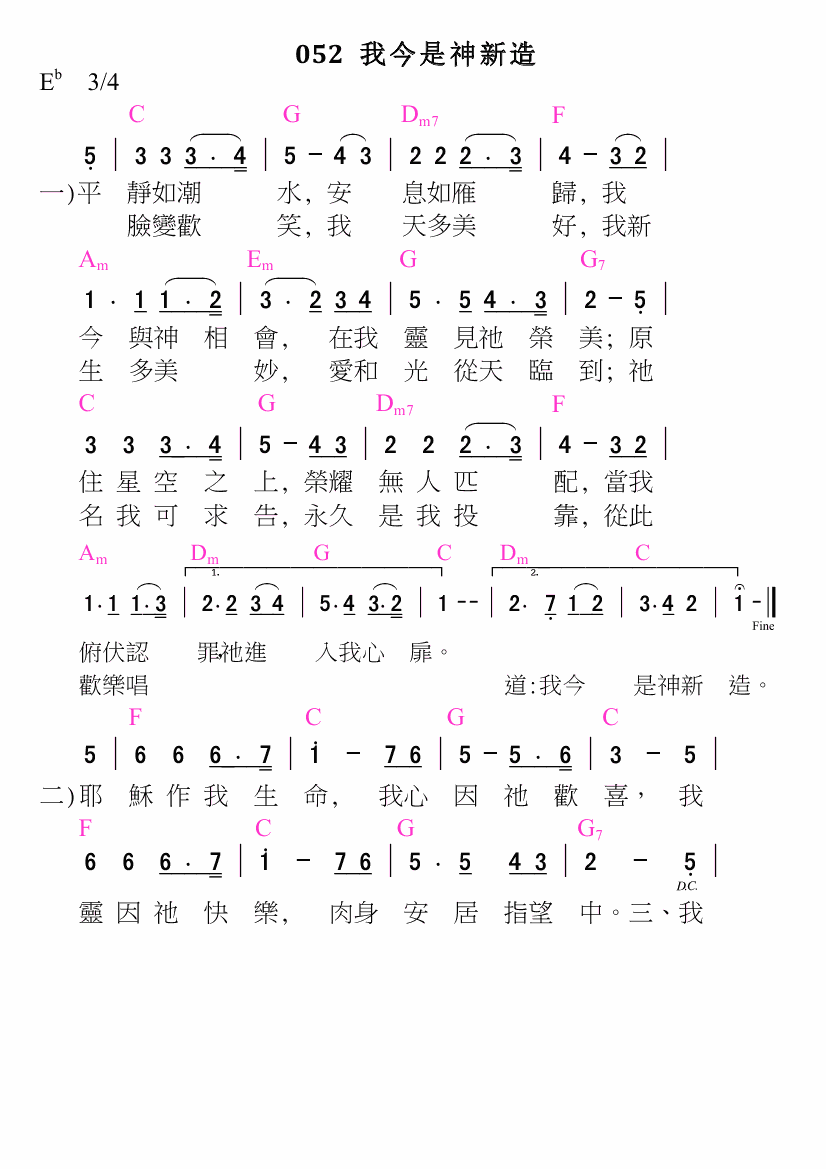 052 我今是神新造
E♭ 3/4
C G Dm7 F
5 | 3 3 3 · 4 | 5 – 4 3 | 2 2 2 · 3 | 4 – 3 2 |
一)平 靜如潮 水, 安 息如雁 歸, 我
臉變歡 笑, 我 天多美 好, 我新
Am Em G G7
1 · 1 1 · 2 | 3 · 2 3 4 | 5 · 5 4 · 3 | 2 – 5 |
今 與神 相 會, 在我 靈 見祂 榮 美; 原
生 多美 妙, 愛和 光 從天 臨 到; 祂
C G Dm7 F
3 3 3 · 4 | 5 – 4 3 | 2 2 2 · 3 | 4 – 3 2 |
住 星 空 之 上, 榮耀 無 人 匹 配, 當我
名 我 可 求 告, 永久 是 我 投 靠, 從此
Am Dm G C Dm C
1. 2.
1·1 1·3 | 2·2 3 4 | 5·4 3·2 | 1 -- | 2· 7 1 2 | 3·4 2 | 1 - ‖
Fine
俯伏認 罪,祂進 入我心 扉。
歡樂唱 道:我今 是神新 造。
F C G C
5 | 6 6 6 · 7 | 1 – 7 6 | 5 – 5 · 6 | 3 – 5 |
二)耶 穌 作 我 生 命, 我心 因 祂 歡 喜, 我
F C G G7
6 6 6 · 7 | 1 – 7 6 | 5 · 5 4 3 | 2 – 5 |
D.C.
靈 因 祂 快 樂, 肉身 安 居 指望 中。三、我